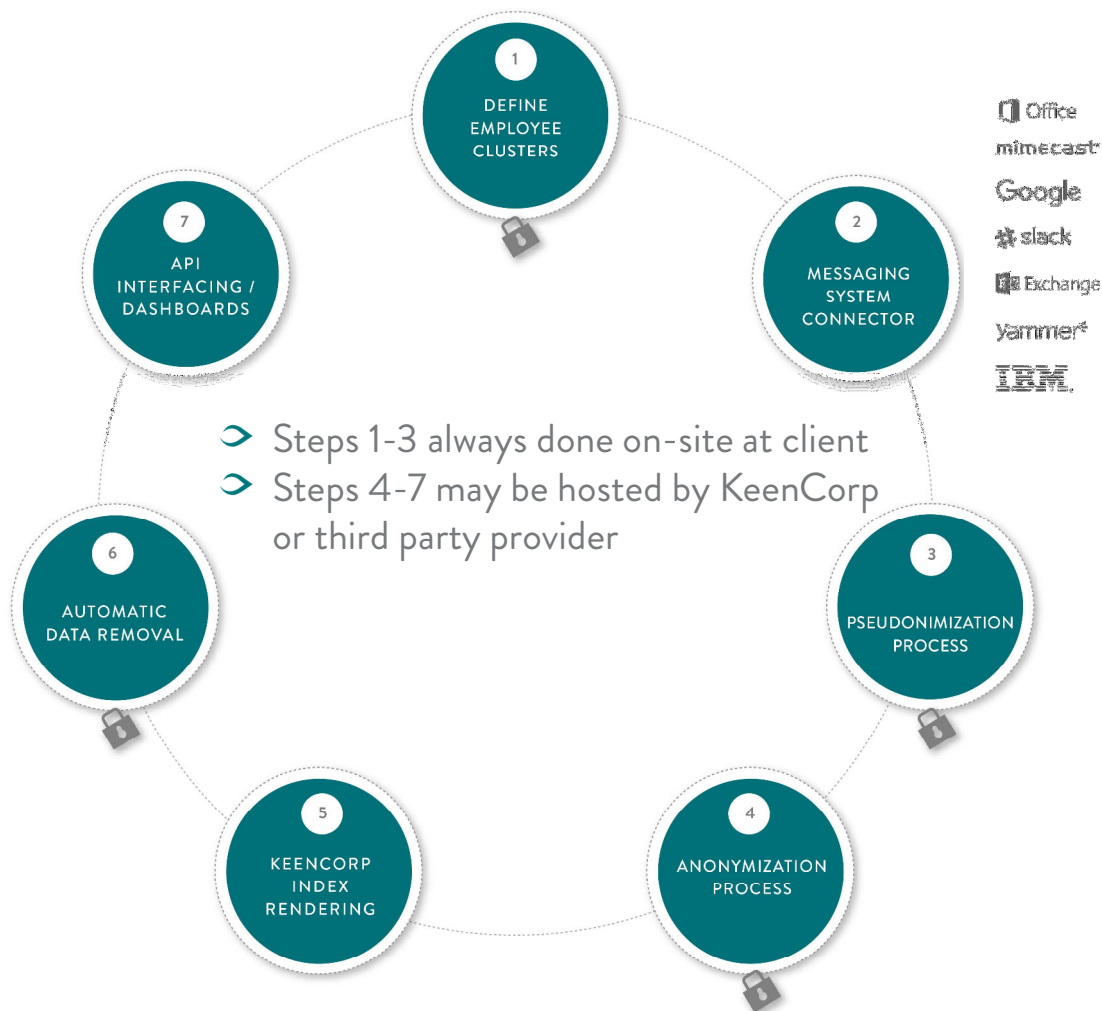 1
DEFINE
EMPLOYEE
CLUSTERS
2
MESSAGING
SYSTEM
CONNECTOR
Office
mimecast
Google
slack
Exchange
yammer
IBM.
3
PSEUDONIMIZATION
PROCESS
4
ANONYMIZATION
PROCESS
5
KEENCORP
INDEX
RENDERING
6
AUTOMATIC
DATA REMOVAL
7
API
INTERFACING /
DASHBOARDS
Steps 1-3 always done on-site at client
Steps 4-7 may be hosted by KeenCorp
or third party provider